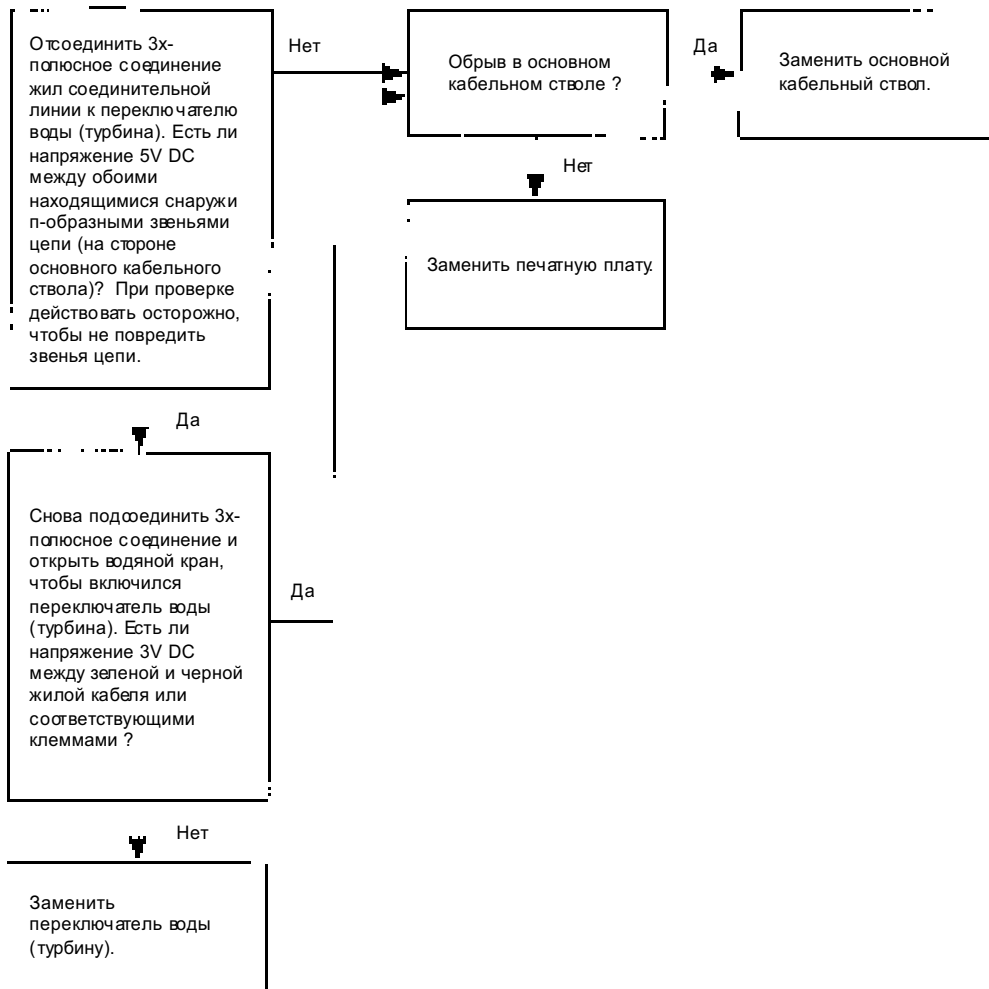 Отсоединить 3х-
полюсное соединение
жил соединительной
линии к переключателю
воды (турбина). Есть ли
напряжение 5V DC
между обоими
находящимися снаружи
п-образными звеньями
цепи (на стороне
основного кабельного
ствола)? При проверке
действовать осторожно,
чтобы не повредить
звенья цепи.
Нет
Обрыв в основном
кабельном стволе ?
Да
Заменить основной
кабельный ствол.
Нет
Заменить печатную плату.
Да
Снова подсоединить 3х-
полюсное соединение и
открыть водяной кран,
чтобы включился
переключатель воды
(турбина). Есть ли
напряжение 3V DC
между зеленой и черной
жилой кабеля или
соответствующими
клеммами ?
Да
Нет
Заменить
переключатель воды
(турбину).